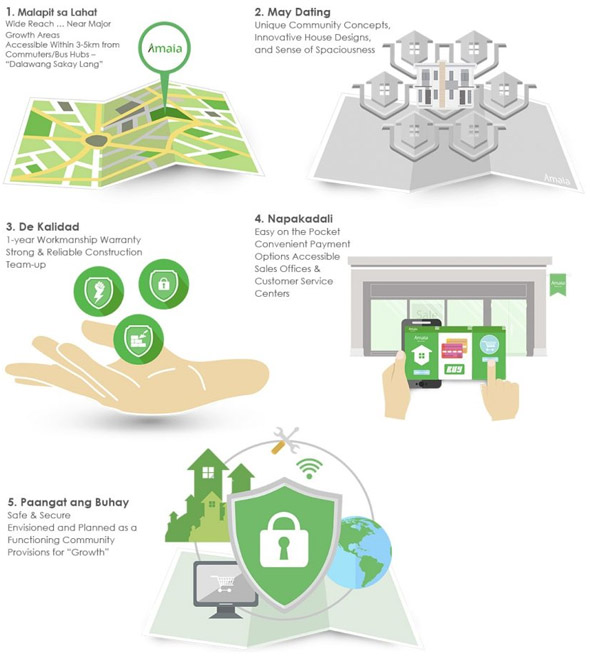 1. Malapit sa Lahat
Wide Reach ... Near Major
Growth Areas
Accessible Within 3-5km from
Commuters/Bus Hubs –
“Dalawang Sakay Lang”
Amaia
2. May Dating
Unique Community Concepts,
Innovative House Designs,
and Sense of Spaciousness
Amaia
3. De Kalidad
1-year Workmanship Warranty
Strong & Reliable Construction
Team-up
4. Napakadali
Easy on the Pocket
Convenient Payment
Options Accessible
Sales Offices &
Customer Service
Centers
Amaia
SALE
Amaia
BUY
5. Paangat ang Buhay
Safe & Secure
Envisioned and Planned as a
Functioning Community
Provisions for “Growth”